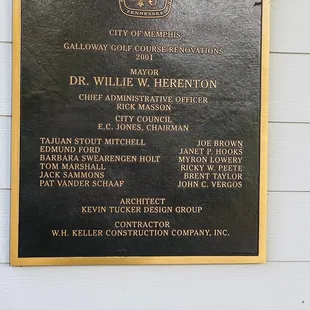 TENNESSEE
CITY OF MEMPHIS
GALLOWAY GOLF COURSE RENOVATIONS
2001
MAYOR
DR. WILLIE W. HERENTON
CHIEF ADMINISTRATIVE OFFICER
RICK MASSON
CITY COUNCIL
E.C. JONES, CHAIRMAN
TAJUAN STOUT MITCHELL JOE BROWN
EDMUND FORD JANET P. HOOKS
BARBARA SWEARENGEN HOLT MYRON LOWERY
TOM MARSHALL RICKY W. PEETE
JACK SAMMONS BRENT TAYLOR
PAT VANDER SCHAAF JOHN C. VERGOS
ARCHITECT
KEVIN TUCKER DESIGN GROUP
CONTRACTOR
W.H. KELLER CONSTRUCTION COMPANY, INC.